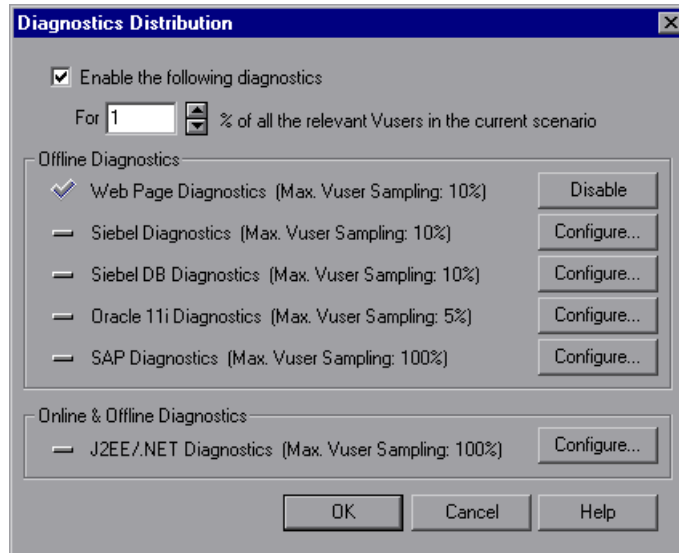 Diagnostics Distribution
Enable the following diagnostics
For 1 % of all the relevant Vusers in the current scenario
Offline Diagnostics
Web Page Diagnostics (Max. Vuser Sampling: 10%) Disable
Siebel Diagnostics (Max. Vuser Sampling: 10%) Configure...
Siebel DB Diagnostics (Max. Vuser Sampling: 10%) Configure...
Oracle 11i Diagnostics (Max. Vuser Sampling: 5%) Configure...
SAP Diagnostics (Max. Vuser Sampling: 100%) Configure...
Online & Offline Diagnostics
J2EE/.NET Diagnostics (Max. Vuser Sampling: 100%) Configure...
OK Cancel Help